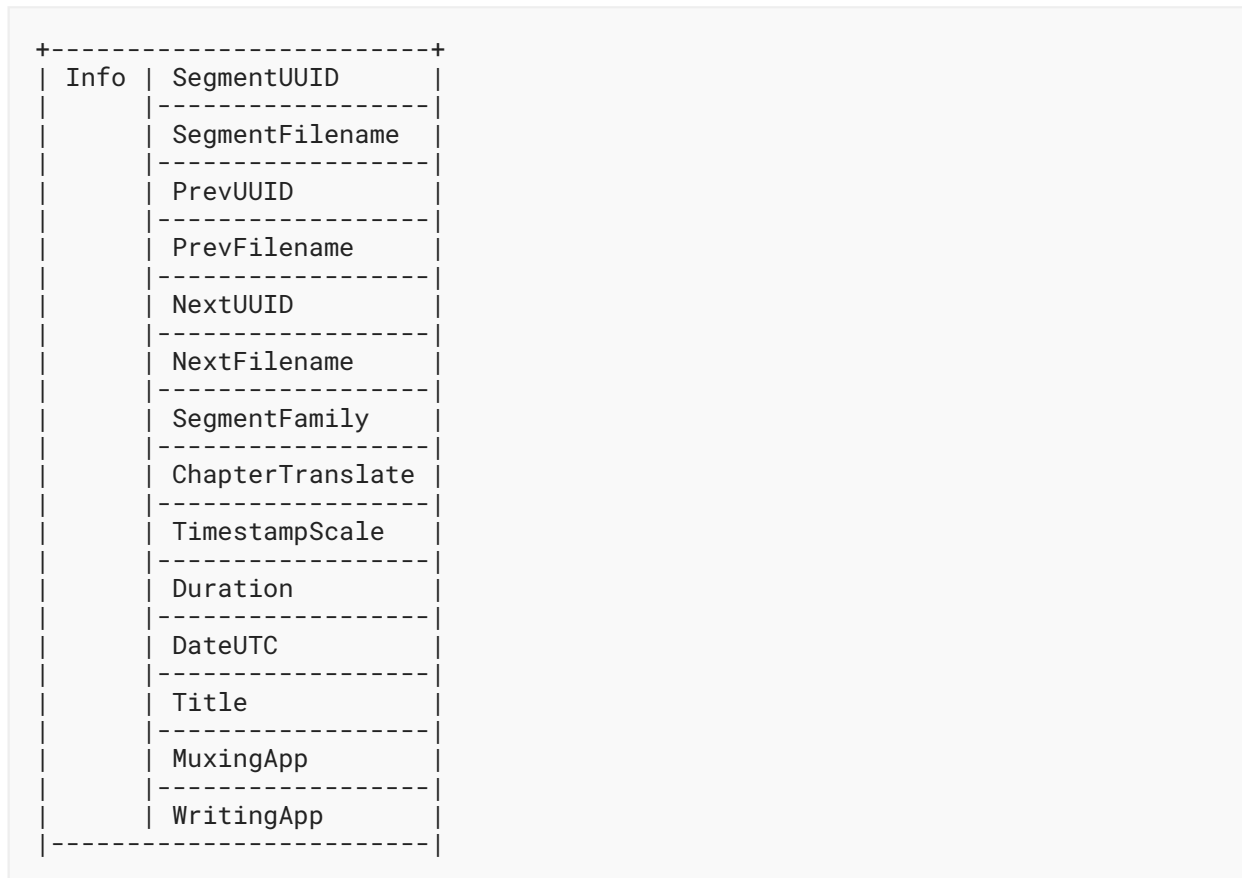 +-------------------------+
| Info | SegmentUUID      |
|      |------------------|
|      | SegmentFilename  |
|      |------------------|
|      | PrevUUID         |
|      |------------------|
|      | PrevFilename     |
|      |------------------|
|      | NextUUID         |
|      |------------------|
|      | NextFilename     |
|      |------------------|
|      | SegmentFamily    |
|      |------------------|
|      | ChapterTranslate |
|      |------------------|
|      | TimestampScale   |
|      |------------------|
|      | Duration         |
|      |------------------|
|      | DateUTC          |
|      |------------------|
|      | Title            |
|      |------------------|
|      | MuxingApp        |
|      |------------------|
|      | WritingApp       |
|-------------------------|